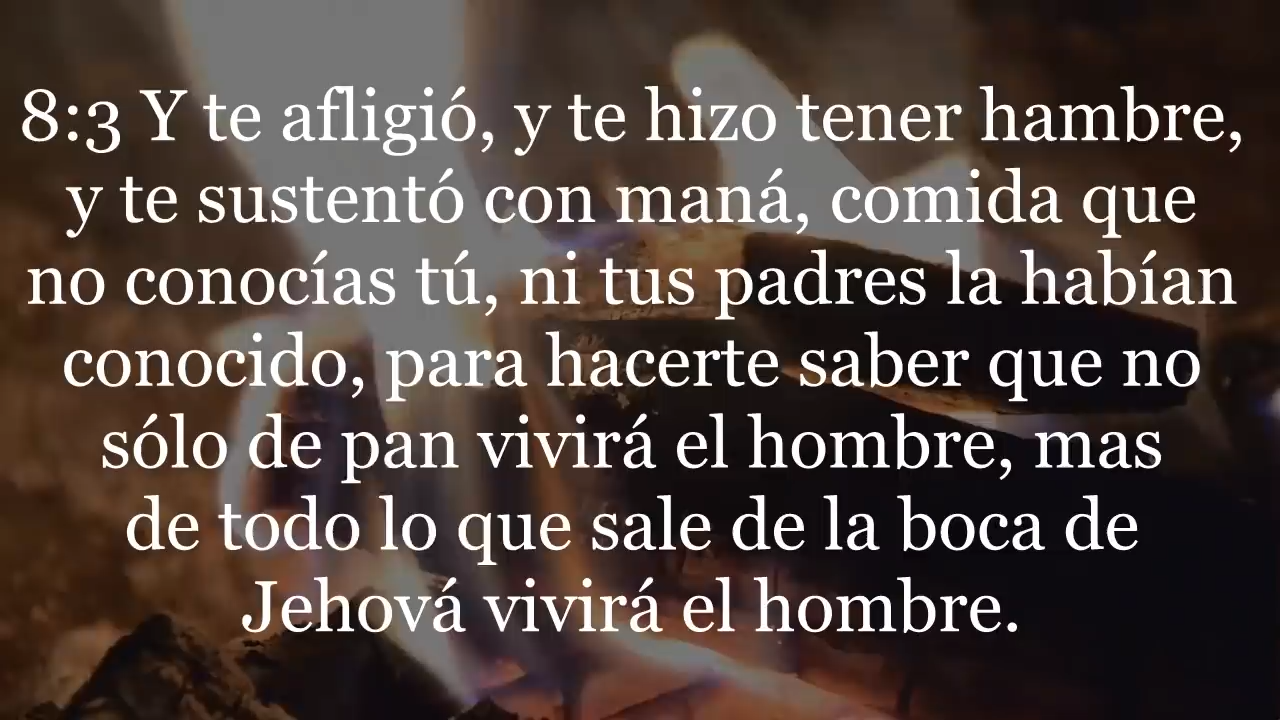 8:3 Y te afligió, y te hizo tener hambre,
y te sustentó con maná, comida que
no conocías tú, ni tus padres la habían
conocido, para hacerte saber que no
sólo de pan vivirá el hombre, mas
de todo lo que sale de la boca de
Jehová vivirá el hombre.